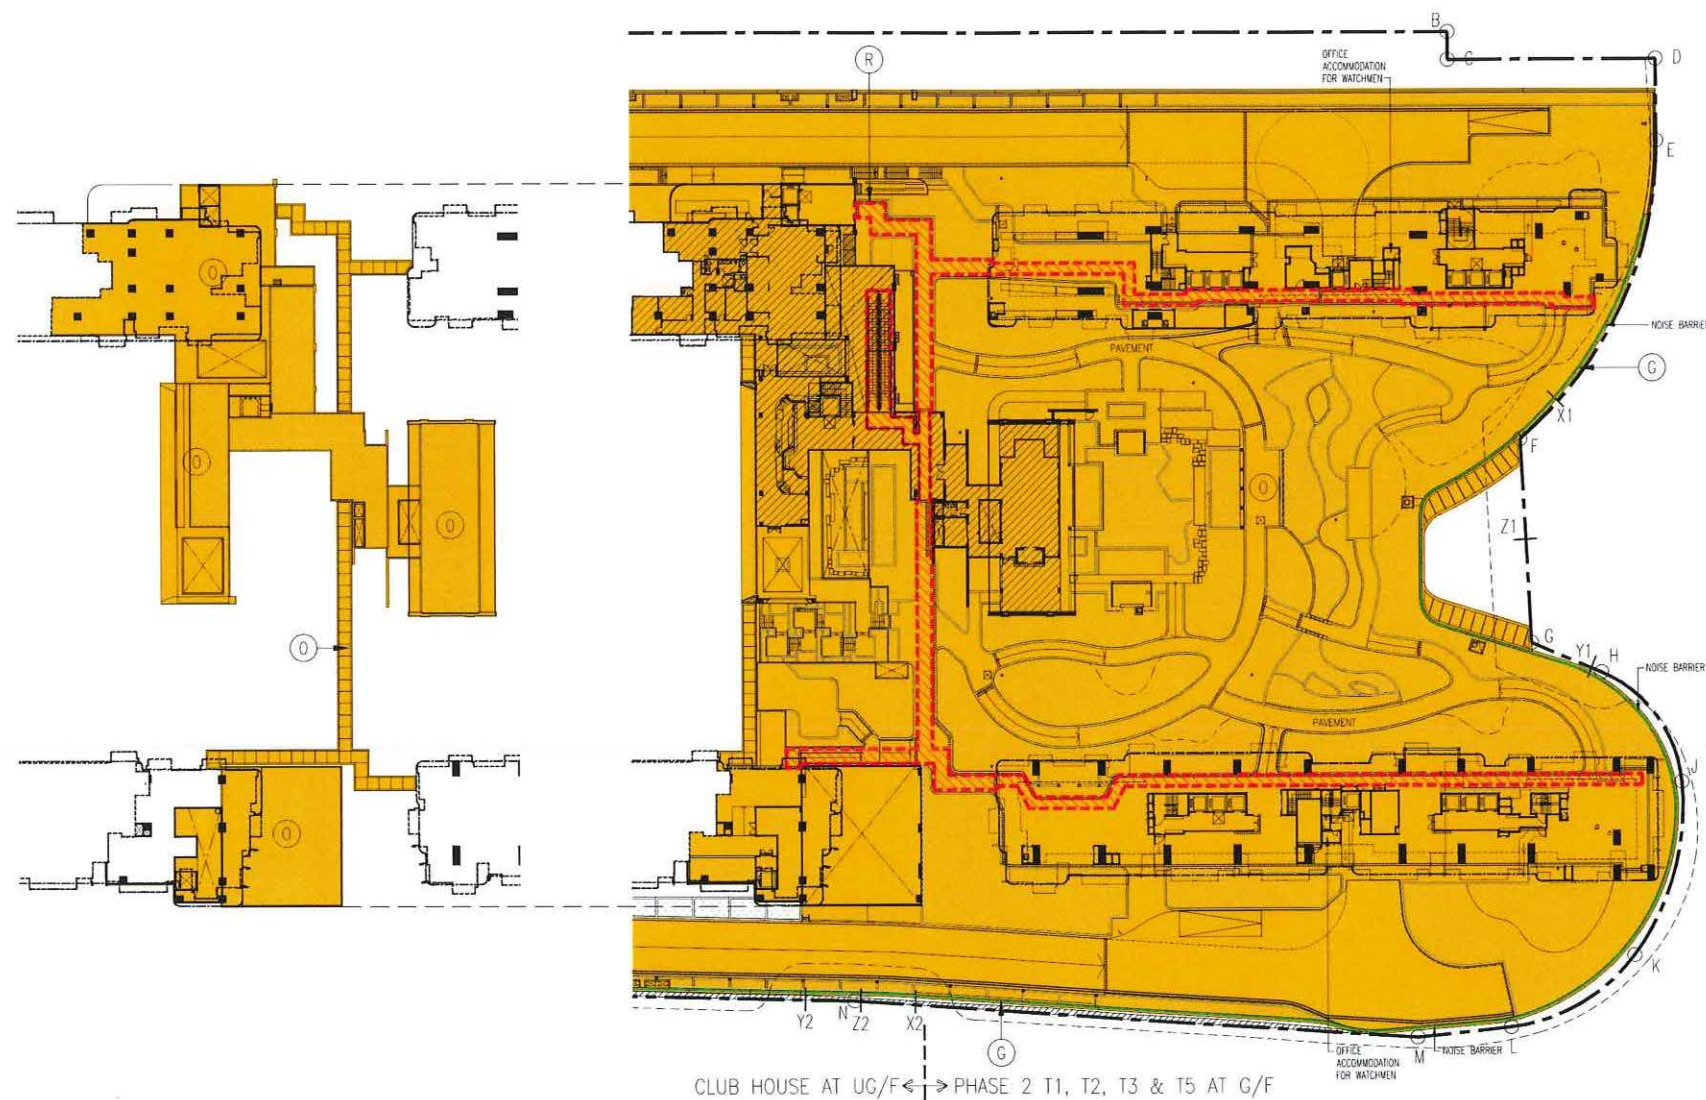 B
C
D
R
OFFICE
ACCOMMODATION
FOR WATCHMEN
E
O
NOISE BARRIER
PAVEMENT
G
X1
F
O
O
O
Z1
O
G
Y1
H
NOISE BARRIER
PAVEMENT
J
O
K
Y2
N
Z2
X2
G
M
L
OFFICE
ACCOMMODATION
FOR WATCHMEN
NOISE BARRIER
CLUB HOUSE AT UG/F
PHASE 2 T1, T2, T3 & T5 AT G/F